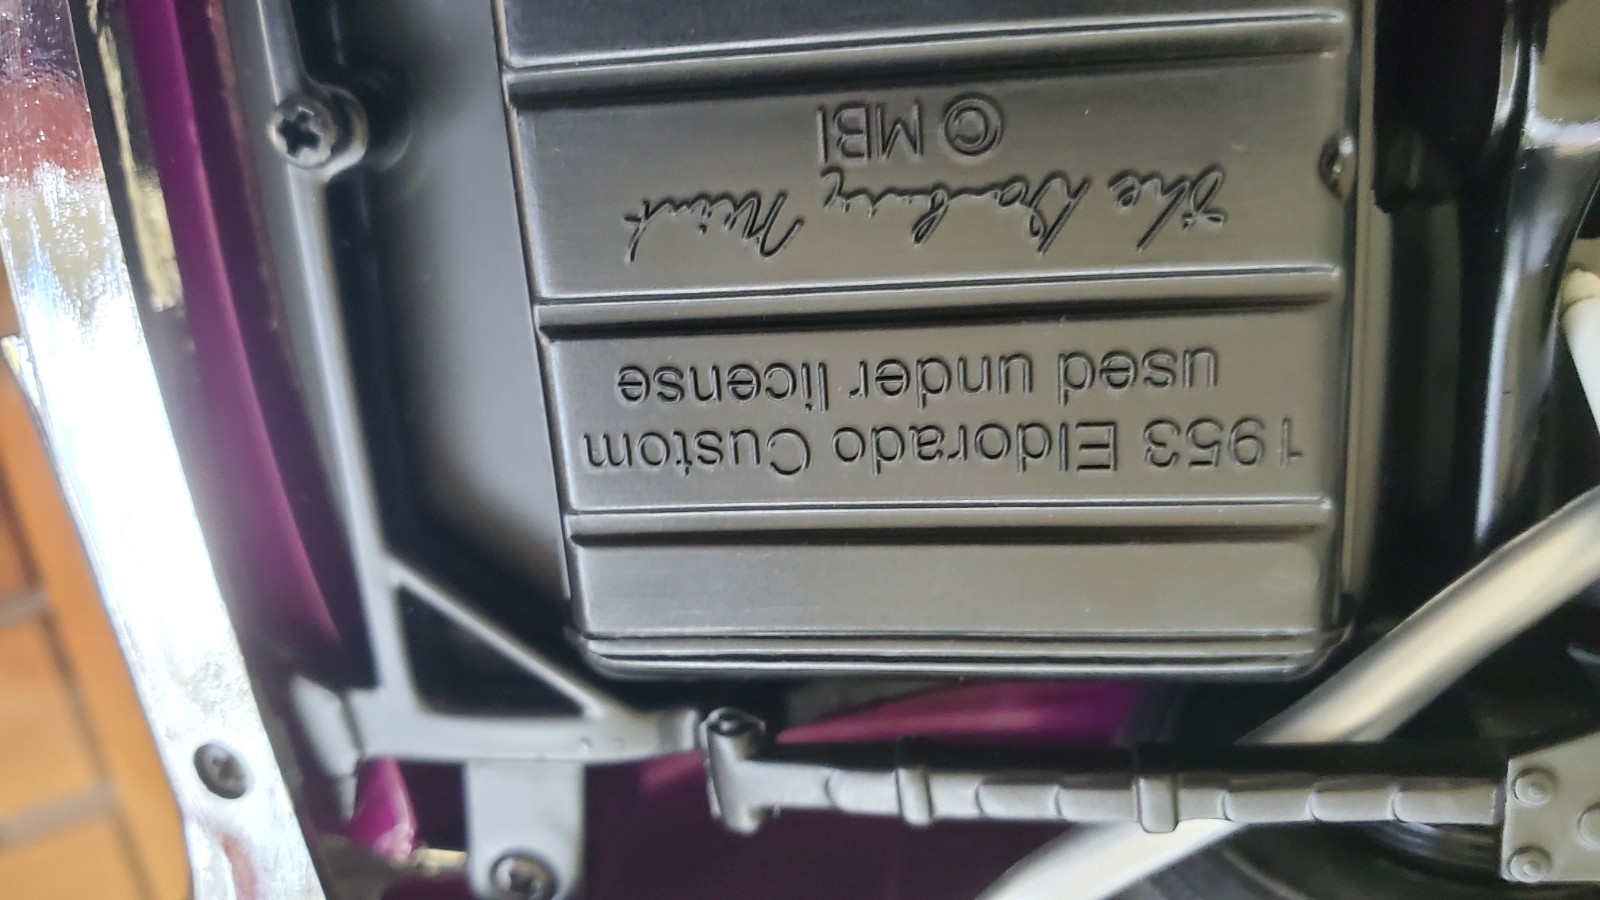 1953 Eldorado Custom
used under license
The Danbury Mint
© MBI